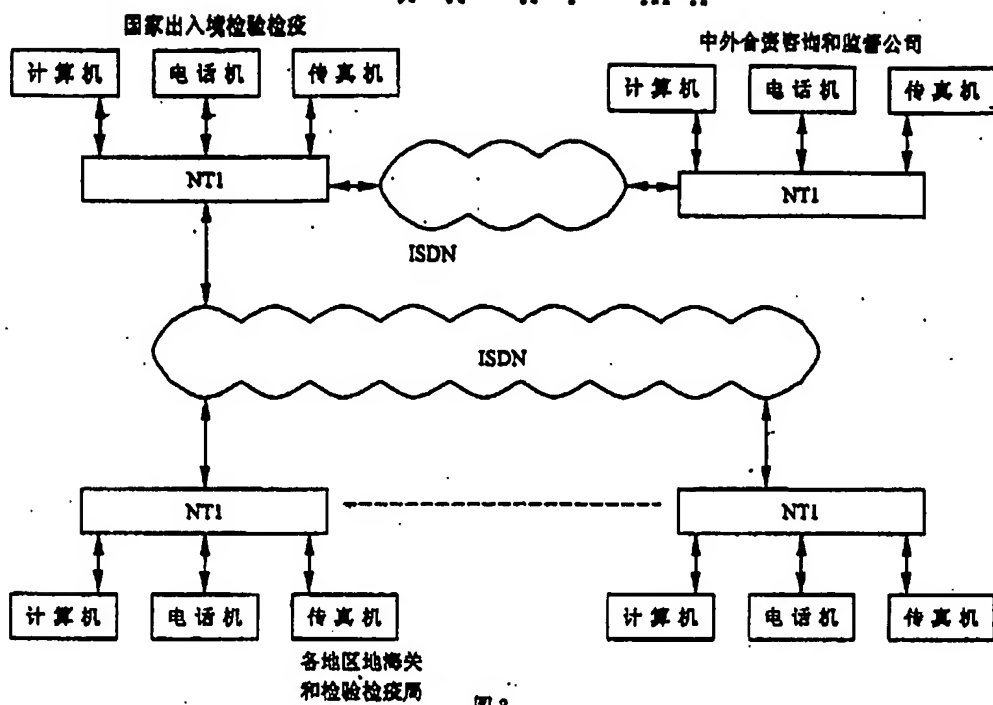 国家出入境检验检疫
中外合资咨询和监督公司
计算机
电话机
传真机
计算机
电话机
传真机
NT1
NT1
ISDN
ISDN
NT1
NT1
计算机
电话机
传真机
计算机
电话机
传真机
各地区地海关
和检验检疫局